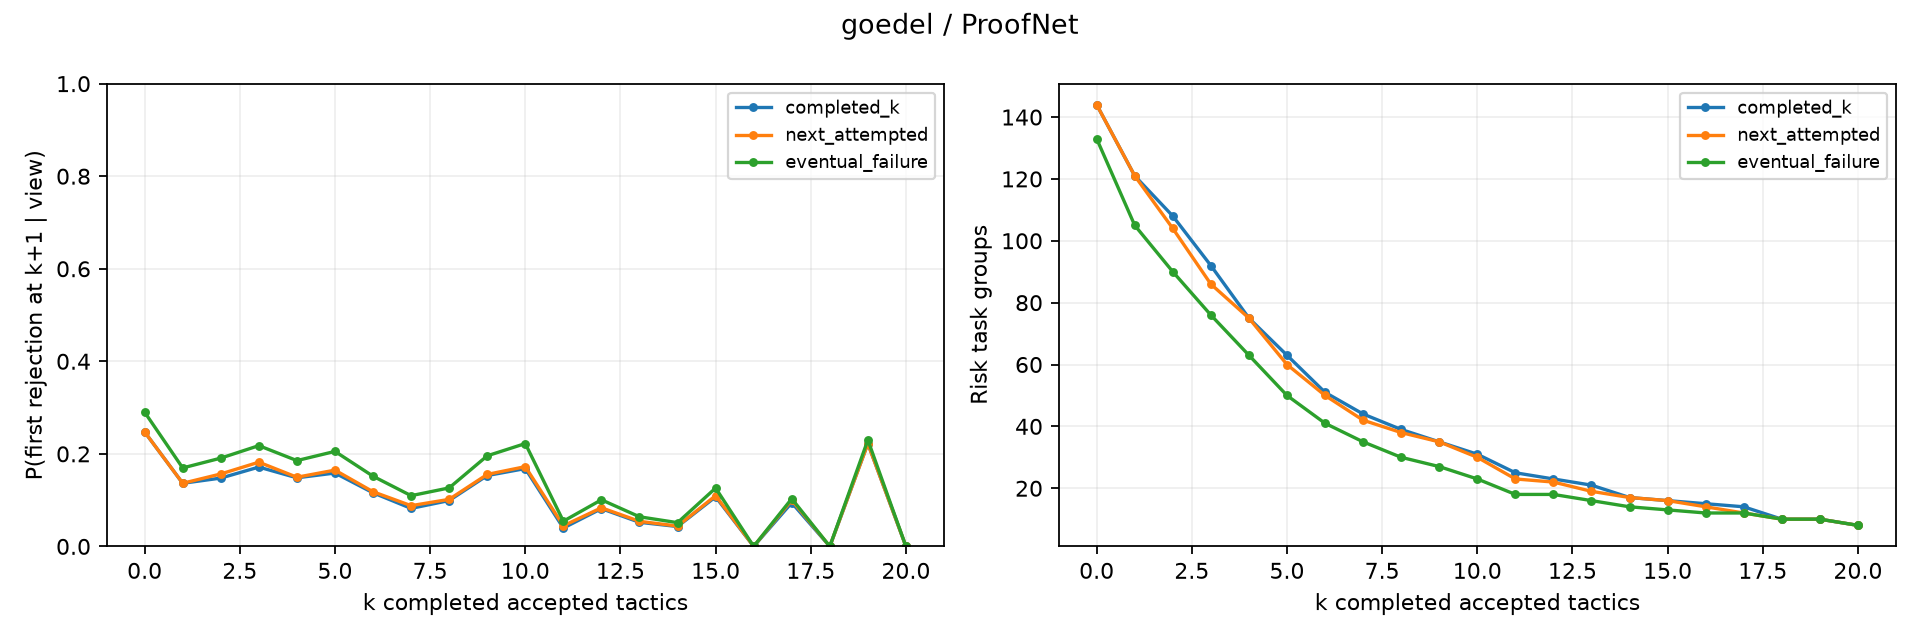 goedel / ProofNet
P(first rejection at k+1 | view)
1.0
0.8
0.6
0.4
0.2
0.0
completed_k
next_attempted
eventual_failure
0.0 2.5 5.0 7.5 10.0 12.5 15.0 17.5 20.0
k completed accepted tactics
Risk task groups
140
120
100
80
60
40
20
completed_k
next_attempted
eventual_failure
0.0 2.5 5.0 7.5 10.0 12.5 15.0 17.5 20.0
k completed accepted tactics